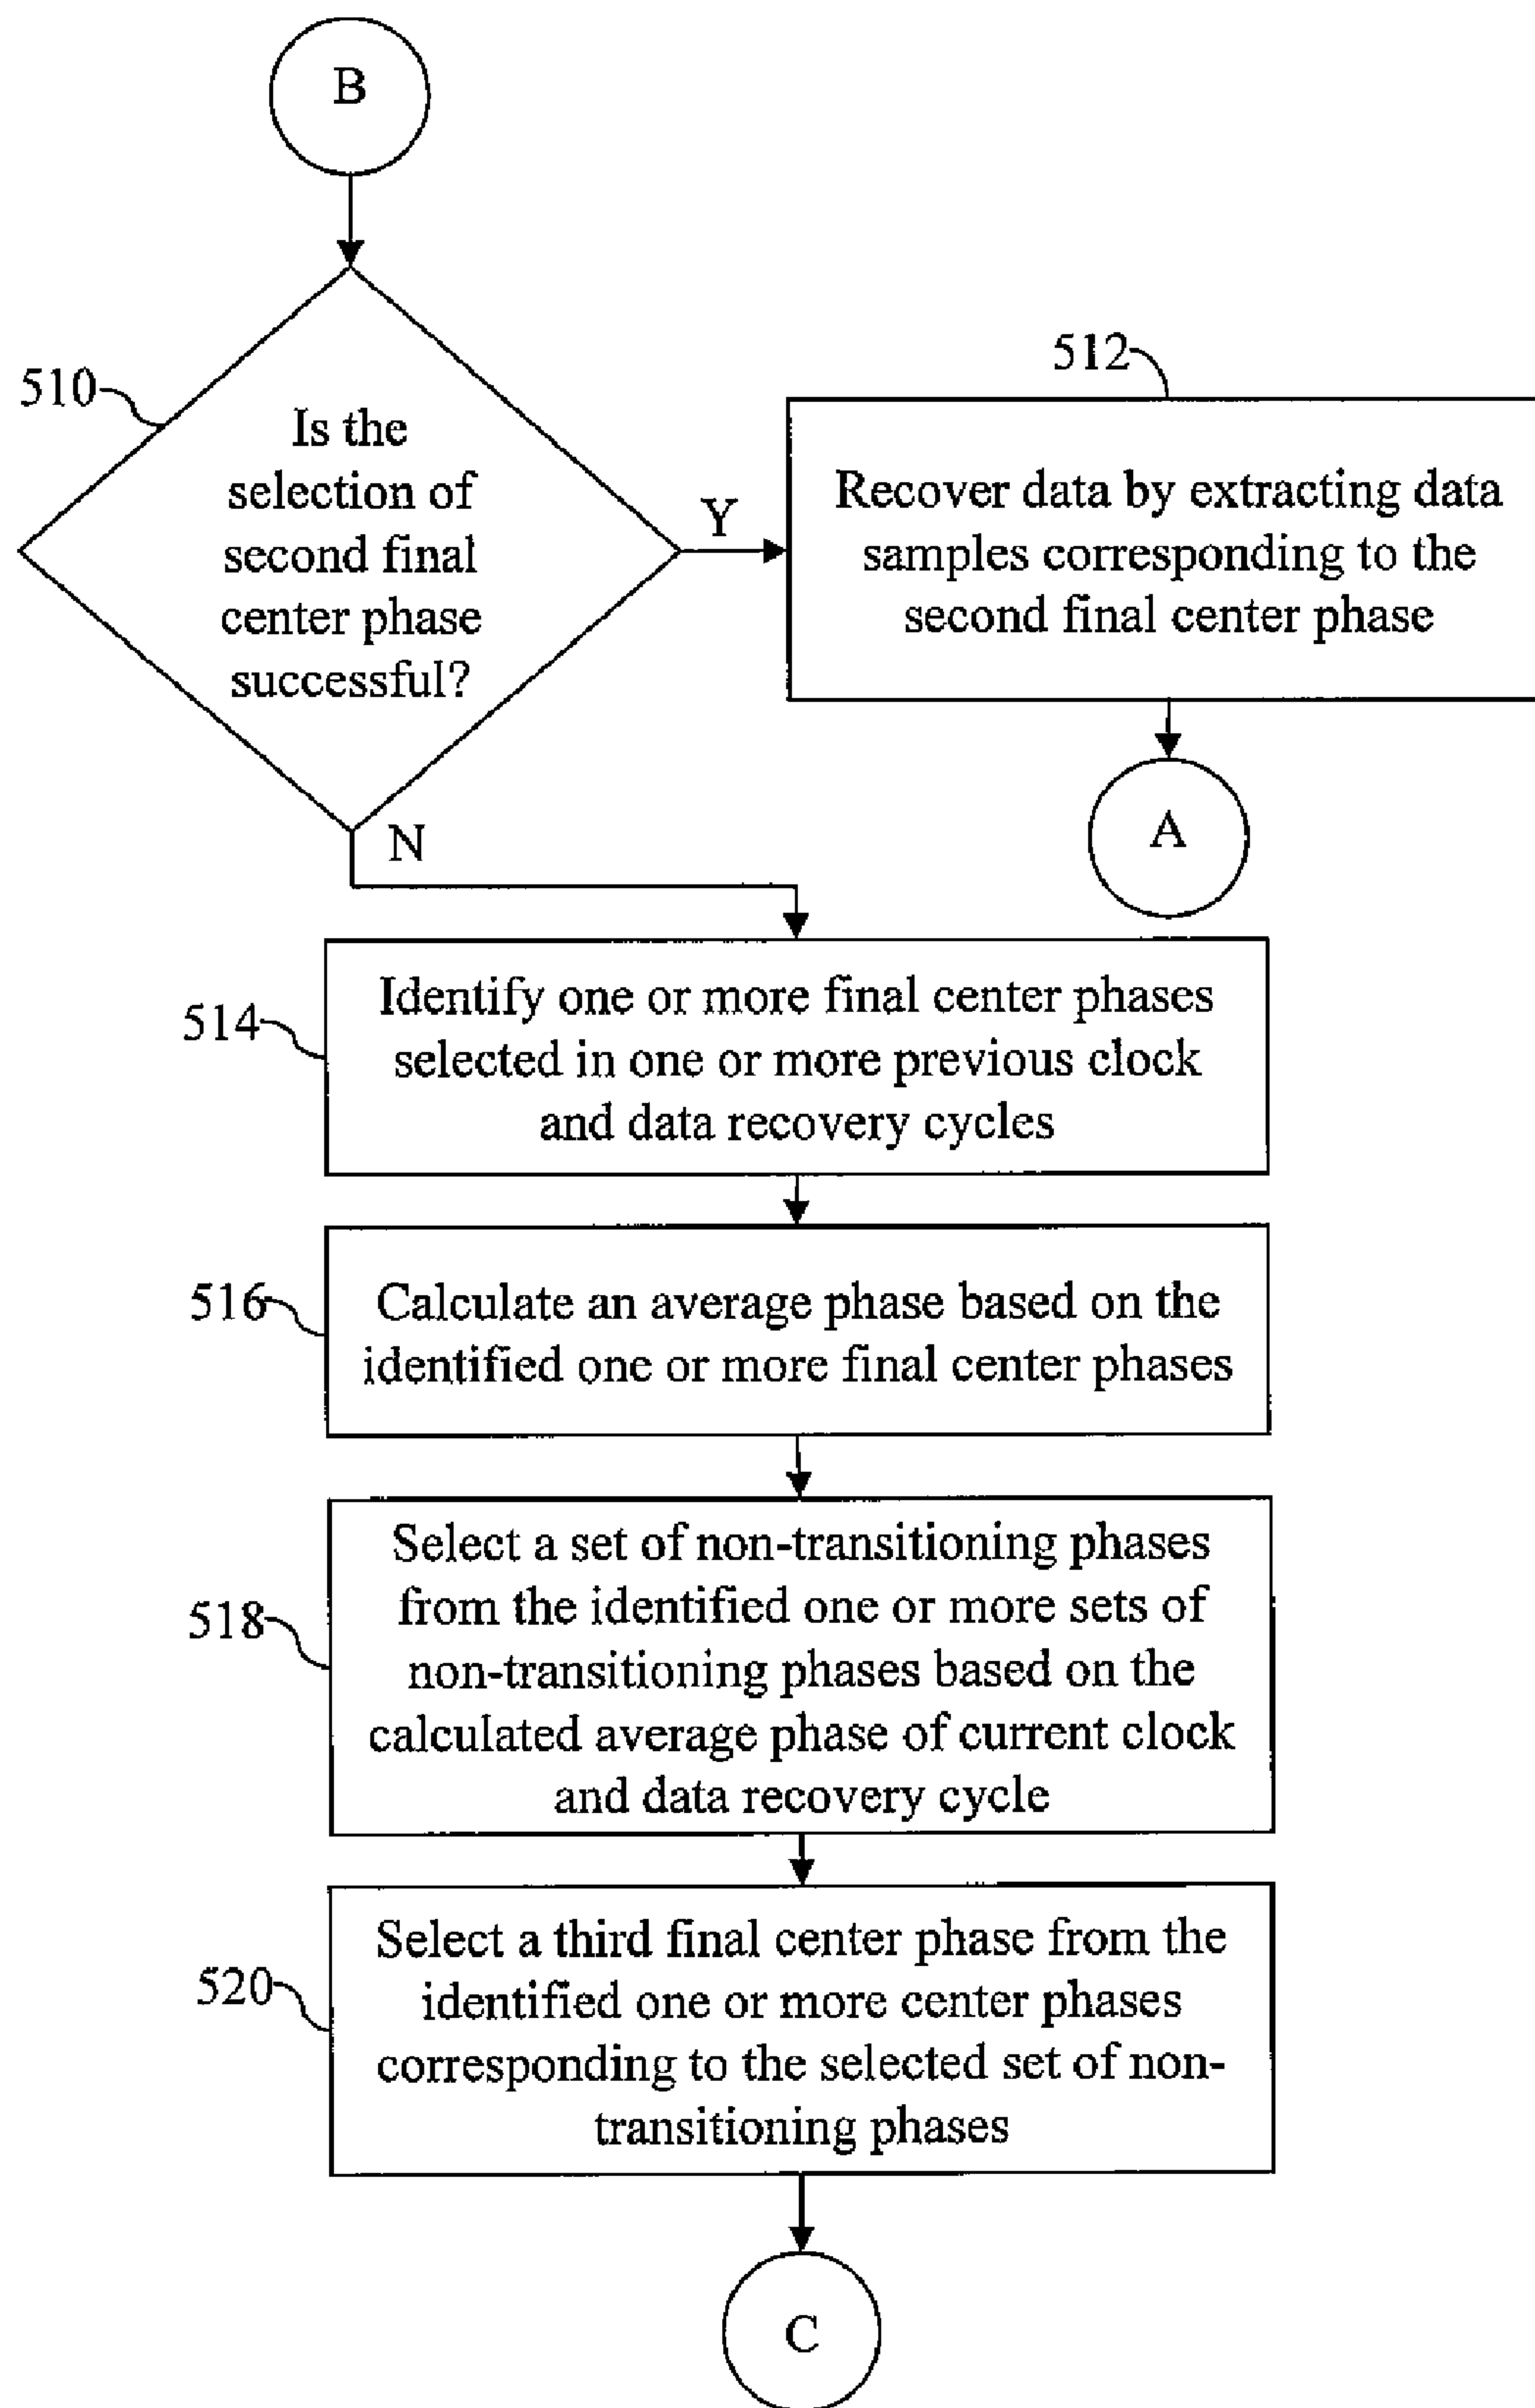 B
510
Is the
selection of
second final
center phase
successful?
Y
512
Recover data by extracting data
samples corresponding to the
second final center phase
A
N
514
Identify one or more final center phases
selected in one or more previous clock
and data recovery cycles
516
Calculate an average phase based on the
identified one or more final center phases
518
Select a set of non-transitioning phases
from the identified one or more sets of
non-transitioning phases based on the
calculated average phase of current clock
and data recovery cycle
520
Select a third final center phase from the
identified one or more center phases
corresponding to the selected set of non-
transitioning phases
C